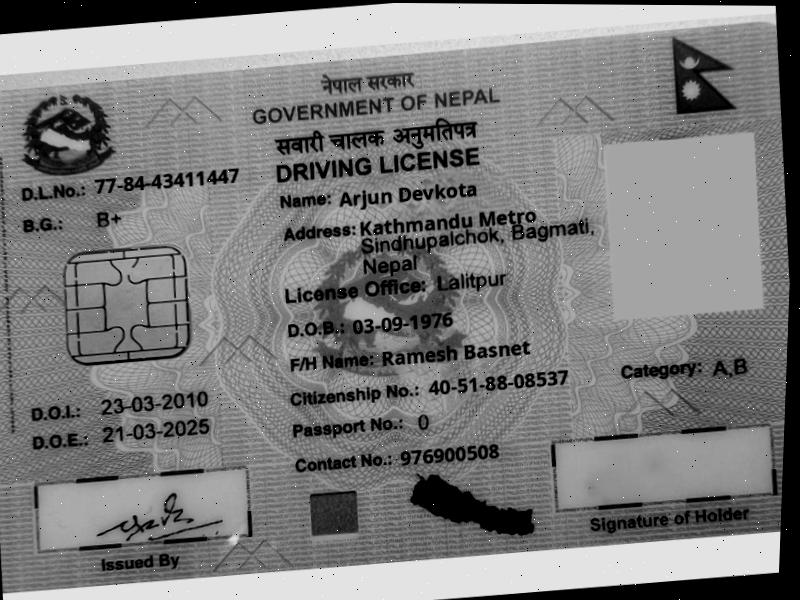 नेपाल सरकार
GOVERNMENT OF NEPAL
सवारी चालक अनुमतिपत्र
DRIVING LICENSE
D.L.No.: 77-84-43411447
B.G.: B+
Name: Arjun Devkota
Address: Kathmandu Metro
Sindhupalchok, Bagmati,
Nepal
License Office: Lalitpur
D.O.B.: 03-09-1976
F/H Name: Ramesh Basnet
Citizenship No.: 40-51-88-08537
Category: A,B
Passport No.: 0
Contact No.: 976900508
D.O.I.: 23-03-2010
D.O.E.: 21-03-2025
Issued By
Signature of Holder